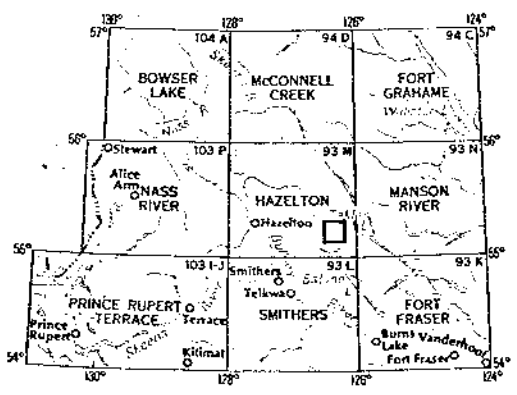 130° 128° 126° 124°
57° 104 A 94 D 94 C 57°
BOWSER
LAKE
McCONNELL
CREEK
FORT
GRAHAME
Nass R
56° 103 P 93 M 93 N 56°
Stewart
Alice
Arm
NASS
RIVER
HAZELTON
Hazelton
MANSON
RIVER
55° 103 I-J 93 L 93 K 55°
Smithers
Telkwa
SMITHERS
PRINCE RUPERT
TERRACE
Prince
Rupert
Terrace
Skeena
Kitimat
FORT
FRASER
Burns
Lake
Vanderhoof
Fort Fraser
54° 54°
130° 128° 126° 124°